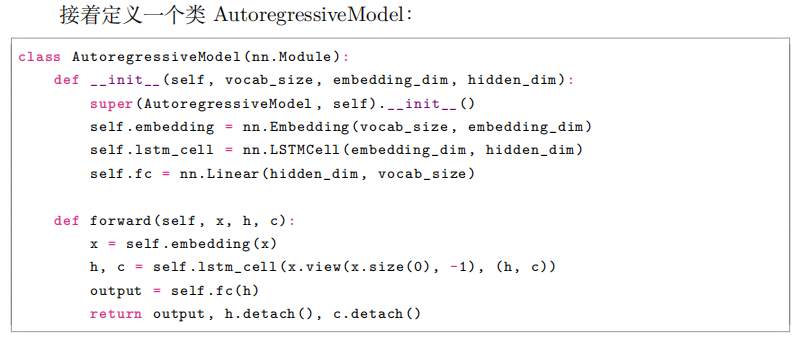 接着定义一个类 AutoregressiveModel：
class AutoregressiveModel(nn.Module):
    def __init__(self, vocab_size, embedding_dim, hidden_dim):
        super(AutoregressiveModel, self).__init__()
        self.embedding = nn.Embedding(vocab_size, embedding_dim)
        self.lstm_cell = nn.LSTMCell(embedding_dim, hidden_dim)
        self.fc = nn.Linear(hidden_dim, vocab_size)

    def forward(self, x, h, c):
        x = self.embedding(x)
        h, c = self.lstm_cell(x.view(x.size(0), -1), (h, c))
        output = self.fc(h)
        return output, h.detach(), c.detach()